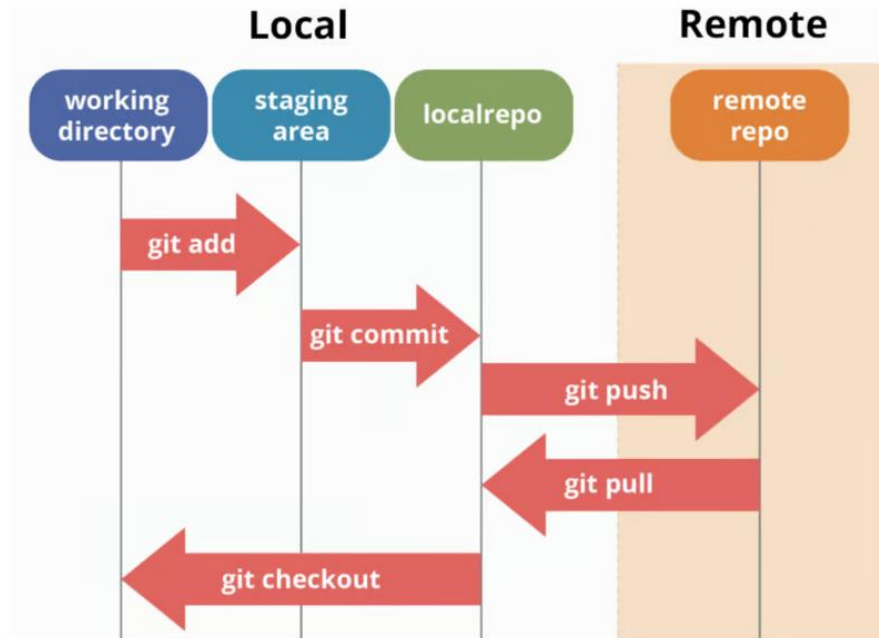 Local
Remote
working
directory
staging
area
localrepo
remote
repo
git add
git commit
git push
git pull
git checkout